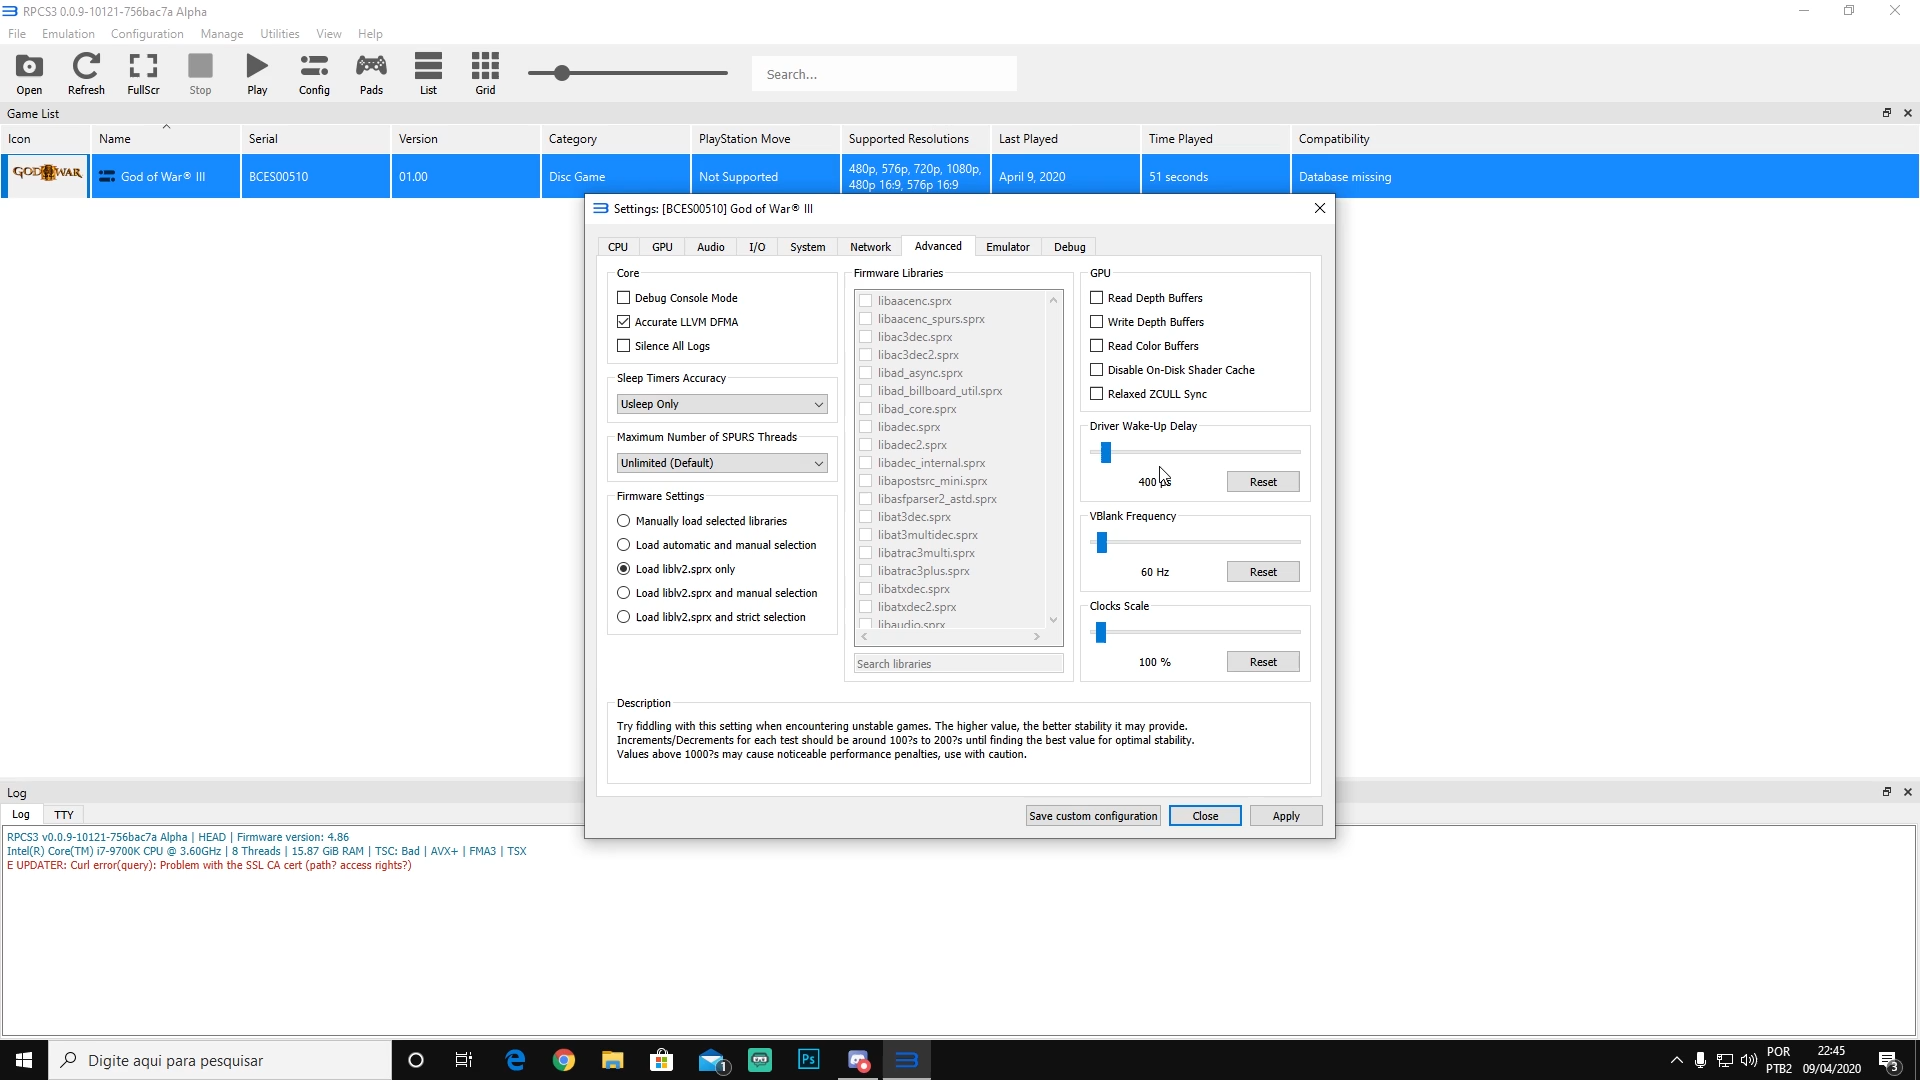 RPCS3 0.0.9-10121-756bac7a Alpha
File Emulation Configuration Manage Utilities View Help
Open Refresh FullScr Stop Play Config Pads List Grid
Search...
Game List
Icon Name Serial Version Category PlayStation Move Supported Resolutions Last Played Time Played Compatibility
GOD WAR God of War® III BCES00510 01.00 Disc Game Not Supported 480p, 576p, 720p, 1080p, April 9, 2020 51 seconds Database missing
480p 16:9, 576p 16:9
Settings: [BCES00510] God of War® III
CPU GPU Audio I/O System Network Advanced Emulator Debug
Core
Debug Console Mode
Accurate LLVM DFMA
Silence All Logs
Sleep Timers Accuracy
Usleep Only
Maximum Number of SPURS Threads
Unlimited (Default)
Firmware Settings
Manually load selected libraries
Load automatic and manual selection
Load liblv2.sprx only
Load liblv2.sprx and manual selection
Load liblv2.sprx and strict selection
Firmware Libraries
libaacenc.sprx
libaacenc_spurs.sprx
libac3dec.sprx
libac3dec2.sprx
libad_async.sprx
libad_billboard_util.sprx
libad_core.sprx
libadec.sprx
libadec2.sprx
libadec_internal.sprx
libapostsrc_mini.sprx
libasfparser2_astd.sprx
libat3dec.sprx
libat3multidec.sprx
libatrac3multi.sprx
libatrac3plus.sprx
libatxdec.sprx
libatxdec2.sprx
libaudio.sprx
Search libraries
GPU
Read Depth Buffers
Write Depth Buffers
Read Color Buffers
Disable On-Disk Shader Cache
Relaxed ZCULL Sync
Driver Wake-Up Delay
400 µs Reset
VBlank Frequency
60 Hz Reset
Clocks Scale
100 % Reset
Description
Try fiddling with this setting when encountering unstable games. The higher value, the better stability it may provide.
Increments/Decrements for each test should be around 100?s to 200?s until finding the best value for optimal stability.
Values above 1000?s may cause noticeable performance penalties, use with caution.
Save custom configuration Close Apply
Log
Log TTY
RPCS3 v0.0.9-10121-756bac7a Alpha | HEAD | Firmware version: 4.86
Intel(R) Core(TM) i7-9700K CPU @ 3.60GHz | 8 Threads | 15.87 GiB RAM | TSC: Bad | AVX+ | FMA3 | TSX
E UPDATER: Curl error(query): Problem with the SSL CA cert (path? access rights?)
Digite aqui para pesquisar
1
Ps
POR
PTB2
22:45
09/04/2020
3